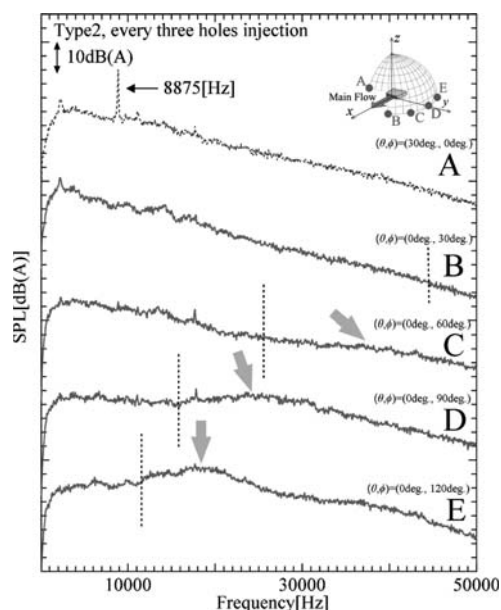 Type2, every three holes injection
10dB(A)
8875[Hz]
z
A
E
Main Flow
y
D
x
C
B
(θ,φ)=(30deg., 0deg.)
A
(θ,φ)=(0deg., 30deg.)
B
(θ,φ)=(0deg., 60deg.)
C
(θ,φ)=(0deg., 90deg.)
D
(θ,φ)=(0deg., 120deg.)
E
SPL[dB(A)]
10000
30000
50000
Frequency[Hz]